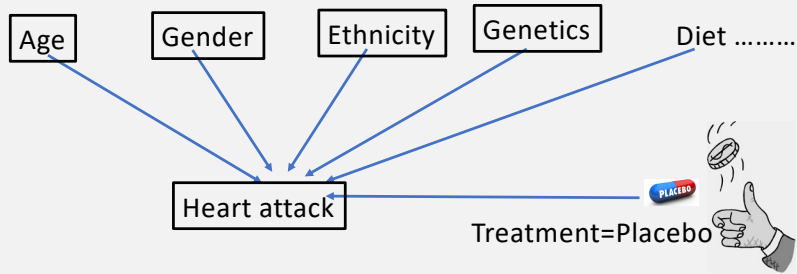 Age
Gender
Ethnicity
Genetics
Diet ………
Heart attack
PLACEBO
Treatment=Placebo